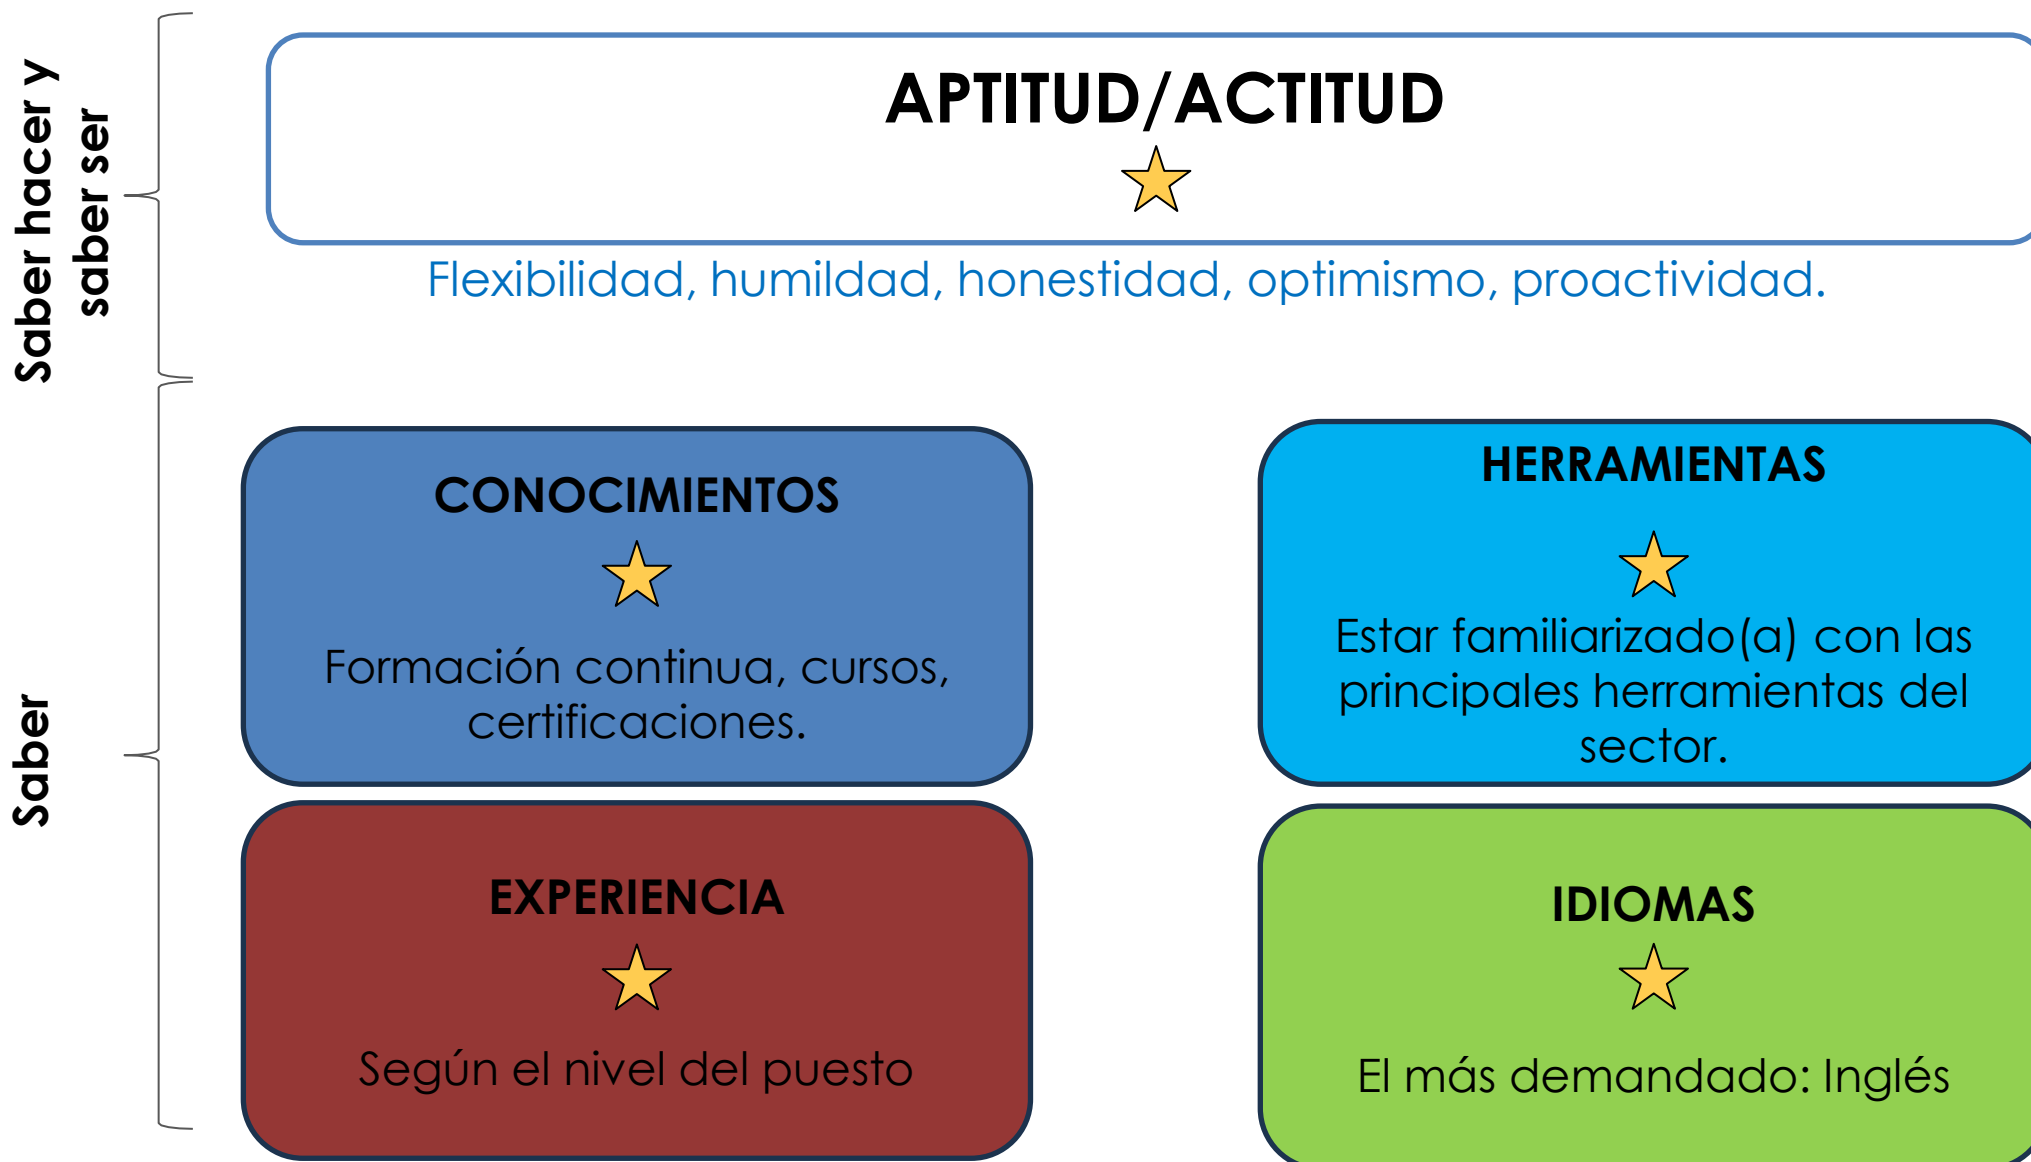 Saber hacer y
saber ser
APTITUD/ACTITUD
Flexibilidad, humildad, honestidad, optimismo, proactividad.
Saber
CONOCIMIENTOS
Formación continua, cursos,
certificaciones.
HERRAMIENTAS
Estar familiarizado(a) con las
principales herramientas del
sector.
EXPERIENCIA
Según el nivel del puesto
IDIOMAS
El más demandado: Inglés